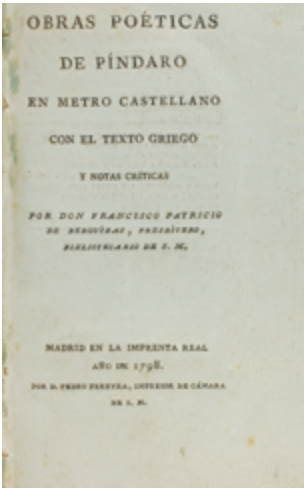 OBRAS POÉTICAS
DE PÍNDARO
EN METRO CASTELLANO
CON EL TEXTO GRIEGO
Y NOTAS CRÍTICAS
POR DON FRANCISCO PATRICIO
DE BERGUÍZAS, PRESBÍTERO,
BIBLIOTECARIO DE S. M.
MADRID EN LA IMPRENTA REAL
AÑO DE 1798.
POR D. PEDRO PEREYRA, IMPRESOR DE CÁMARA
DE S. M.